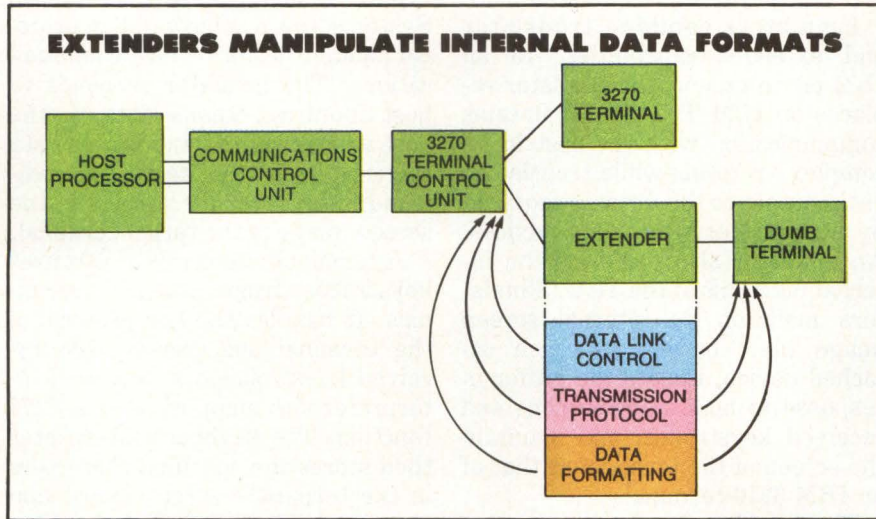 EXTENDERS MANIPULATE INTERNAL DATA FORMATS
3270
TERMINAL
HOST
PROCESSOR
COMMUNICATIONS
CONTROL
UNIT
3270
TERMINAL
CONTROL
UNIT
EXTENDER
DUMB
TERMINAL
DATA LINK
CONTROL
TRANSMISSION
PROTOCOL
DATA
FORMATTING